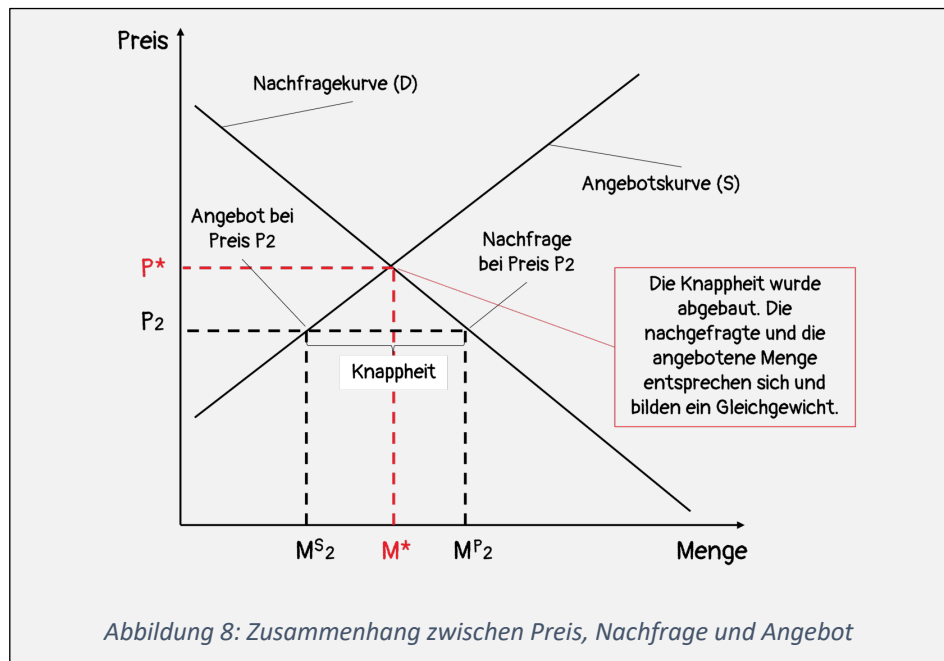 Preis
Nachfragekurve (D)
Angebotskurve (S)
Angebot bei
Preis P2
Nachfrage
bei Preis P2
P*
Die Knappheit wurde
abgebaut. Die
nachgefragte und die
angebotene Menge
entsprechen sich und
bilden ein Gleichgewicht.
P2
Knappheit
MS2
M*
MP2
Menge
Abbildung 8: Zusammenhang zwischen Preis, Nachfrage und Angebot